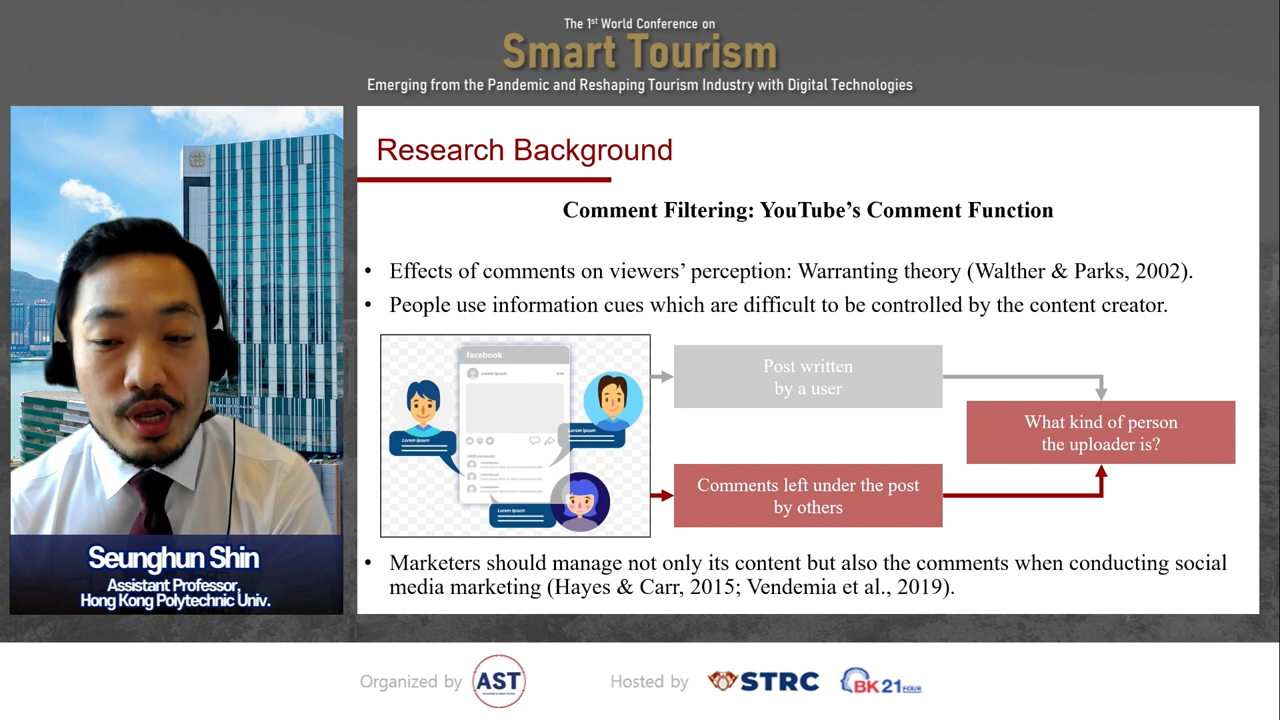 The 1st World Conference on
Smart Tourism
Emerging from the Pandemic and Reshaping Tourism Industry with Digital Technologies
Research Background
Comment Filtering: YouTube's Comment Function
• Effects of comments on viewers' perception: Warranting theory (Walther & Parks, 2002).
• People use information cues which are difficult to be controlled by the content creator.
facebook
Lorem Ipsum
Lorem Ipsum
Lorem Ipsum
Lorem Ipsum
Post written
by a user
What kind of person
the uploader is?
Comments left under the post
by others
• Marketers should manage not only its content but also the comments when conducting social
media marketing (Hayes & Carr, 2015; Vendemia et al., 2019).
Seunghun Shin
Assistant Professor,
Hong Kong Polytechnic Univ.
Organized by
AST
Hosted by
STRC
BK21 FOUR